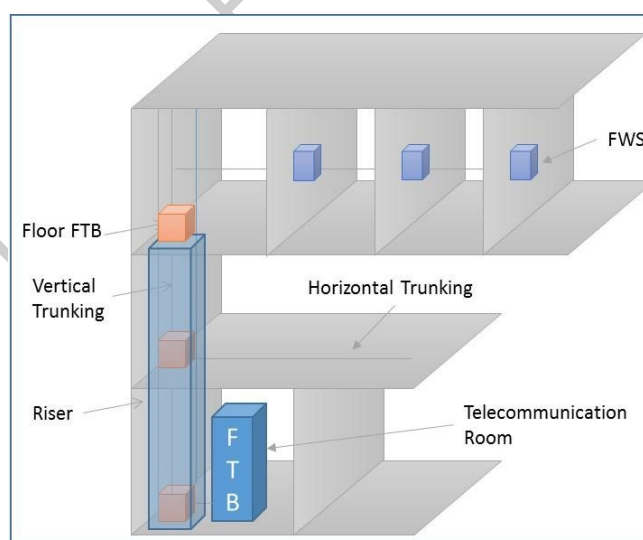 FWS
Floor FTB
Vertical
Trunking
Horizontal Trunking
Riser
Telecommunication
Room
F
T
B